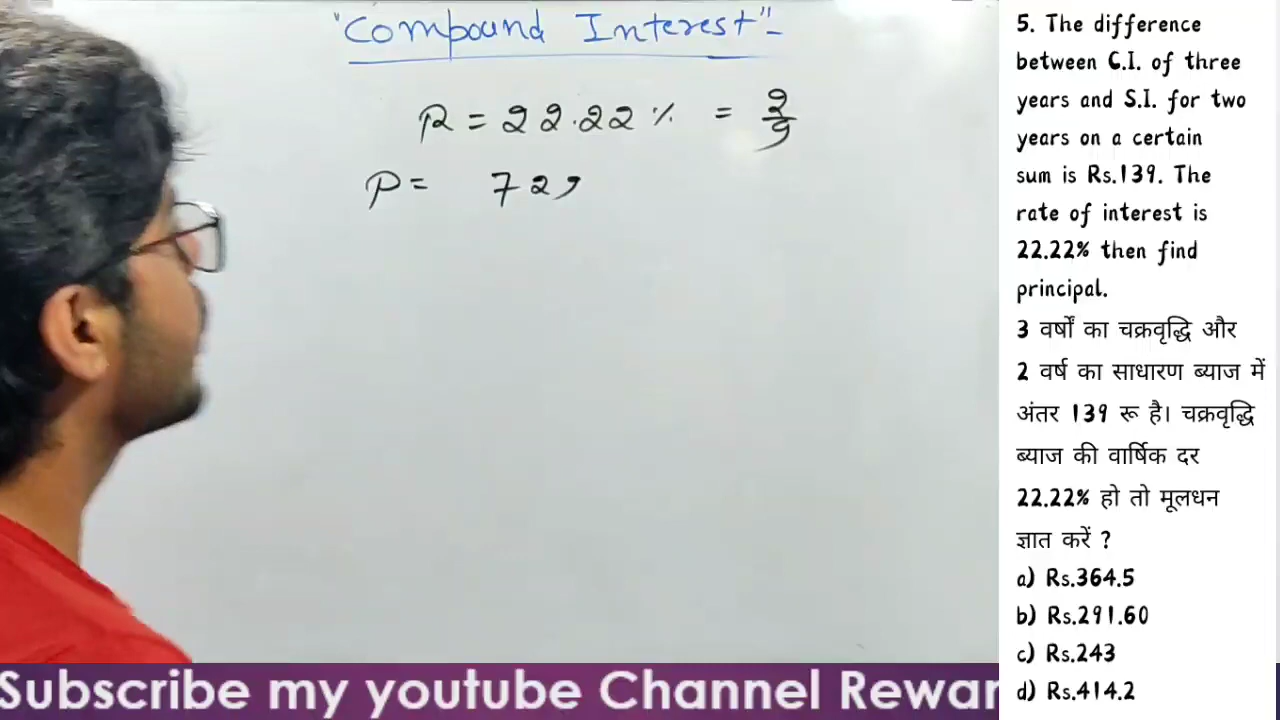 "Compound Interest"-
R = 22.22 % = 2/9
P = 729
5. The difference
between C.I. of three
years and S.I. for two
years on a certain
sum is Rs.139. The
rate of interest is
22.22% then find
principal.
3 वर्षों का चक्रवृद्धि और
2 वर्ष का साधारण ब्याज में
अंतर 139 रू है। चक्रवृद्धि
ब्याज की वार्षिक दर
22.22% हो तो मूलधन
ज्ञात करें ?
a) Rs.364.5
b) Rs.291.60
c) Rs.243
d) Rs.414.2
Subscribe my youtube Channel Rewar